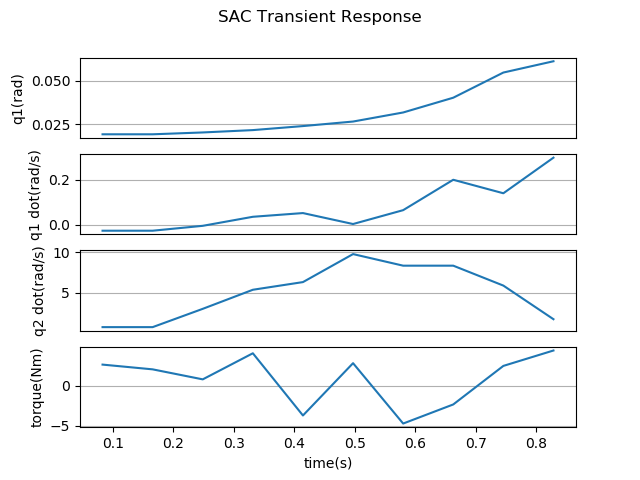 SAC Transient Response
q1(rad)
0.050
0.025
q1 dot(rad/s)
0.2
0.0
q2 dot(rad/s)
10
5
torque(Nm)
0
−5
0.1 0.2 0.3 0.4 0.5 0.6 0.7 0.8
time(s)